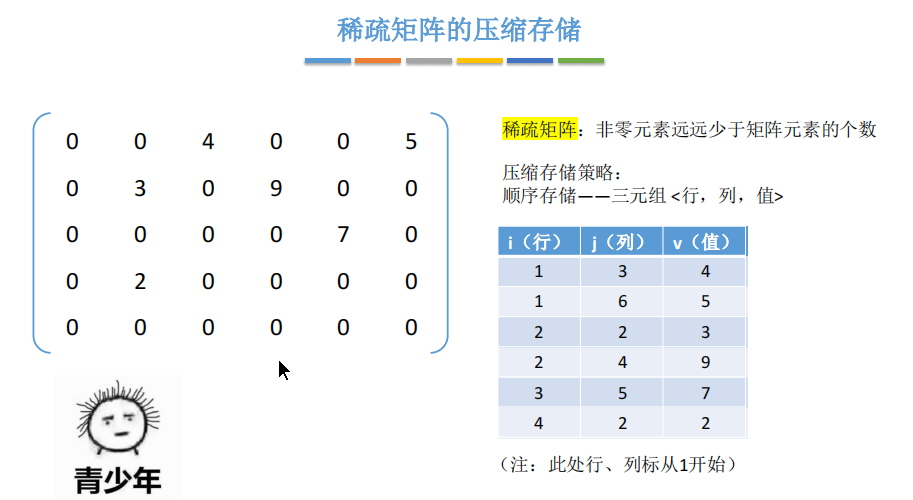 稀疏矩阵的压缩存储
0 0 4 0 0 5
0 3 0 9 0 0
0 0 0 0 7 0
0 2 0 0 0 0
0 0 0 0 0 0
稀疏矩阵：非零元素远远少于矩阵元素的个数
压缩存储策略：
顺序存储——三元组 <行，列，值>
i（行） j（列） v（值）
1 3 4
1 6 5
2 2 3
2 4 9
3 5 7
4 2 2
（注：此处行、列标从1开始）
青少年